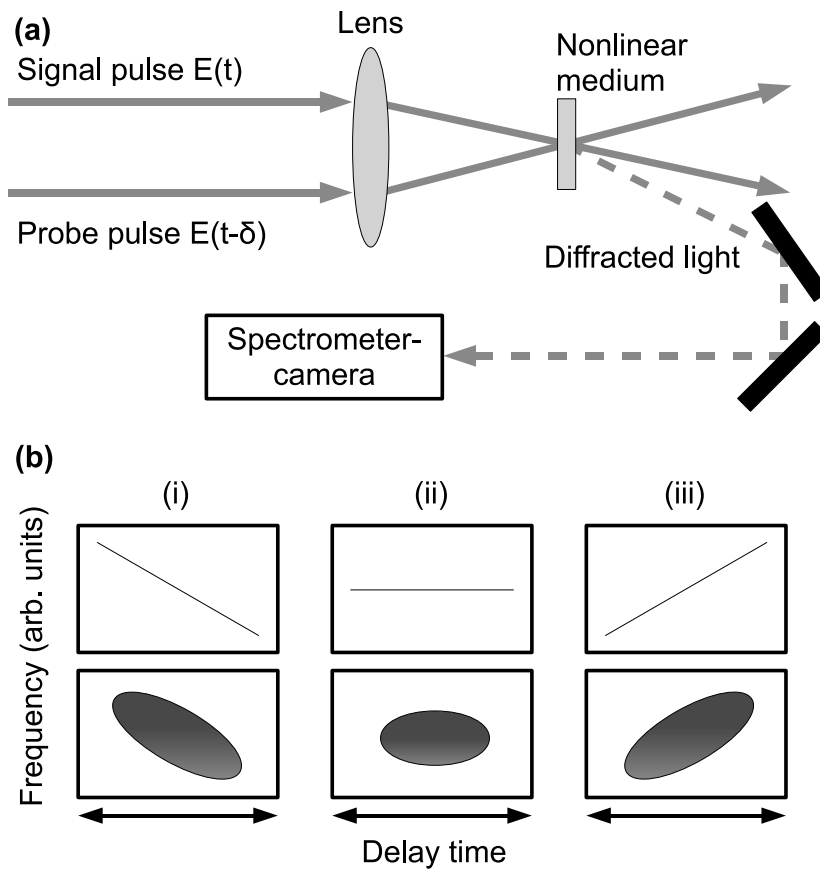 (a)
Lens
Signal pulse E(t)
Nonlinear
medium
Probe pulse E(t-δ)
Diffracted light
Spectrometer-
camera
(b)
(i)
(ii)
(iii)
Frequency (arb. units)
Delay time